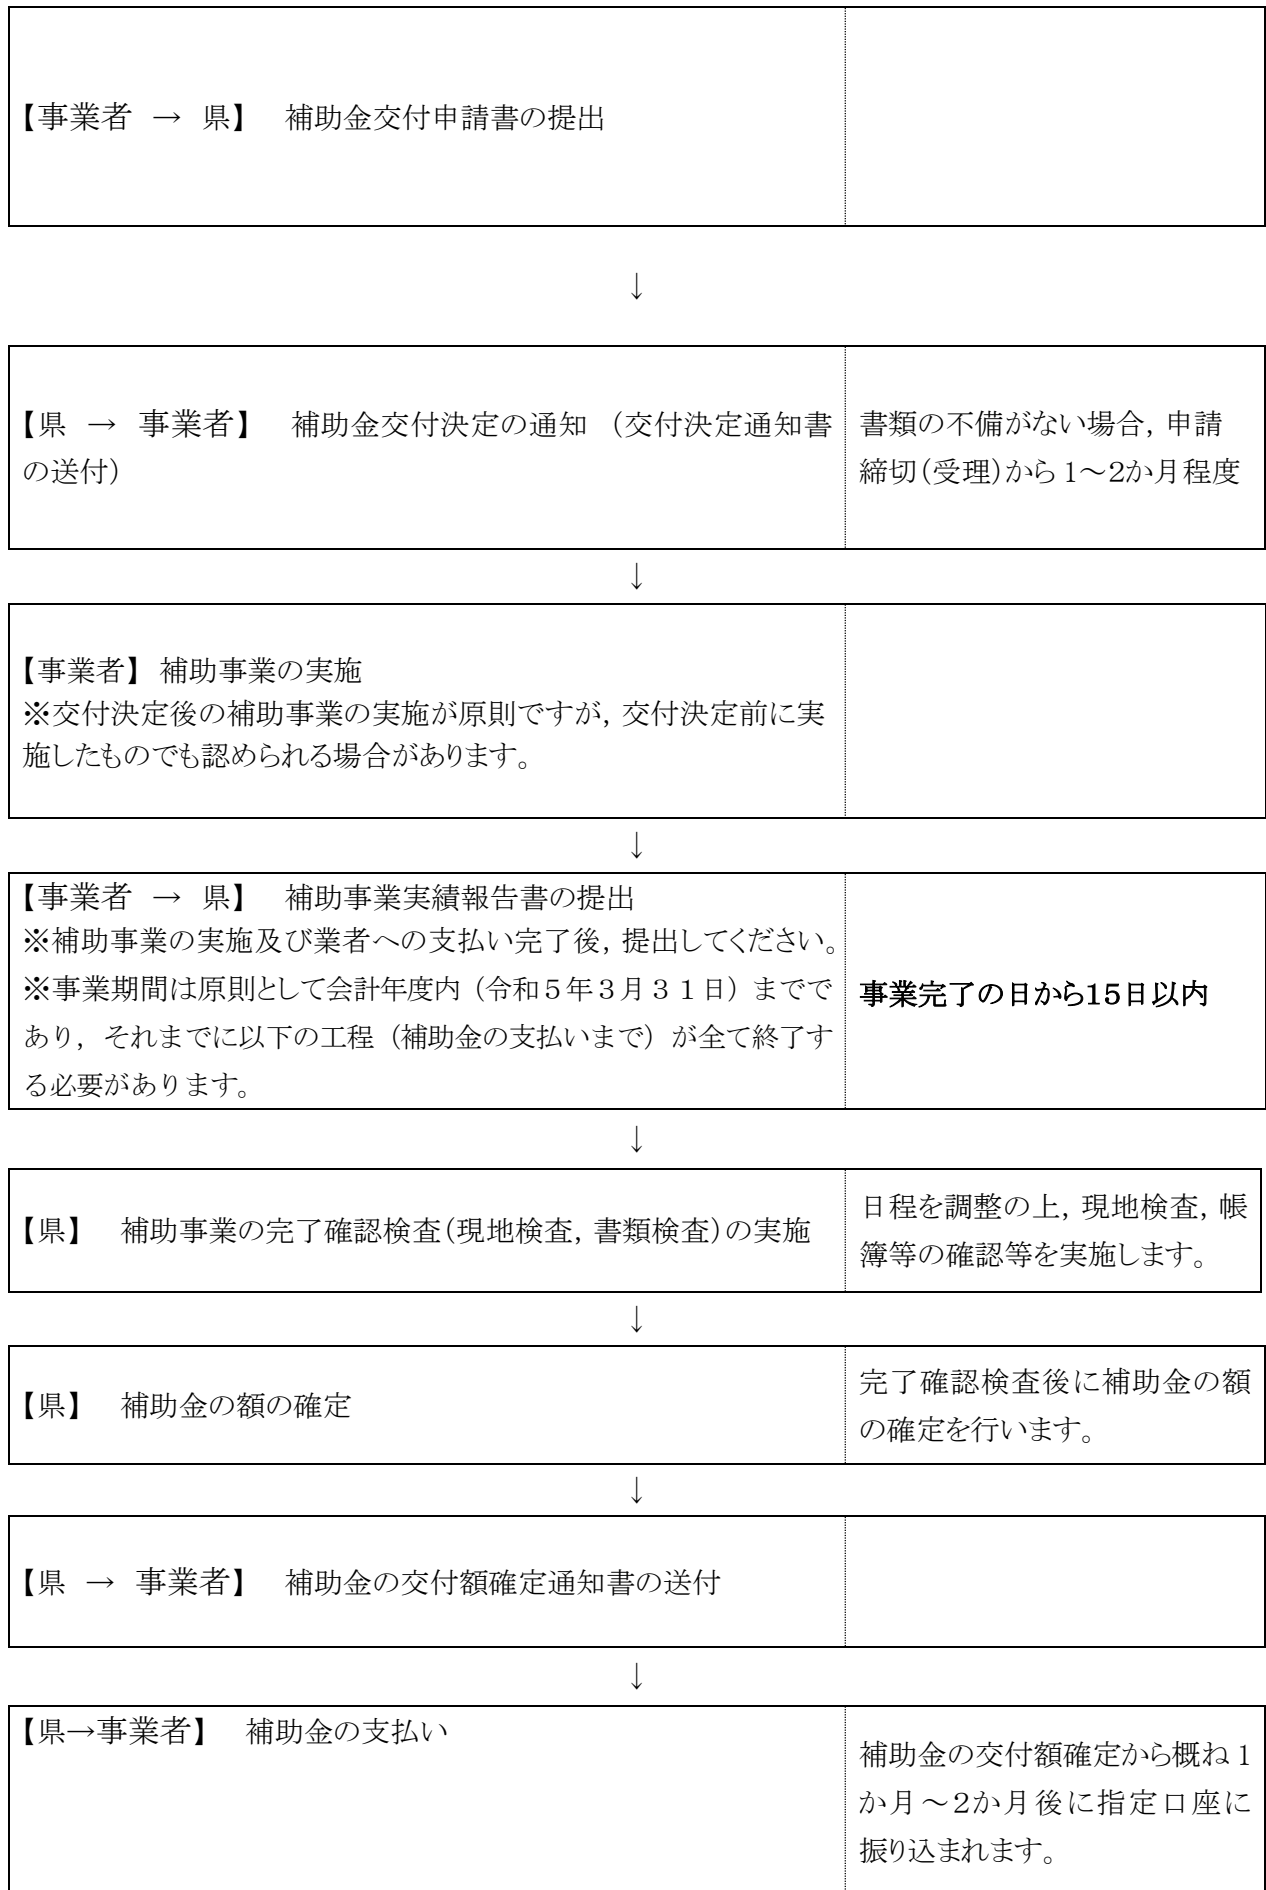 【事業者 → 県】 補助金交付申請書の提出
↓
【県 → 事業者】 補助金交付決定の通知 （交付決定通知書
の送付）
書類の不備がない場合，申請
締切（受理）から1～2か月程度
↓
【事業者】 補助事業の実施
※交付決定後の補助事業の実施が原則ですが，交付決定前に実
施したものでも認められる場合があります。
↓
【事業者 → 県】 補助事業実績報告書の提出
※補助事業の実施及び業者への支払い完了後，提出してください。
※事業期間は原則として会計年度内（令和５年３月３１日）までで
あり，それまでに以下の工程（補助金の支払いまで）が全て終了す
る必要があります。
事業完了の日から15日以内
↓
【県】 補助事業の完了確認検査（現地検査，書類検査）の実施
日程を調整の上，現地検査，帳
簿等の確認等を実施します。
↓
【県】 補助金の額の確定
完了確認検査後に補助金の額
の確定を行います。
↓
【県 → 事業者】 補助金の交付額確定通知書の送付
↓
【県→事業者】 補助金の支払い
補助金の交付額確定から概ね1
か月～2か月後に指定口座に
振り込まれます。